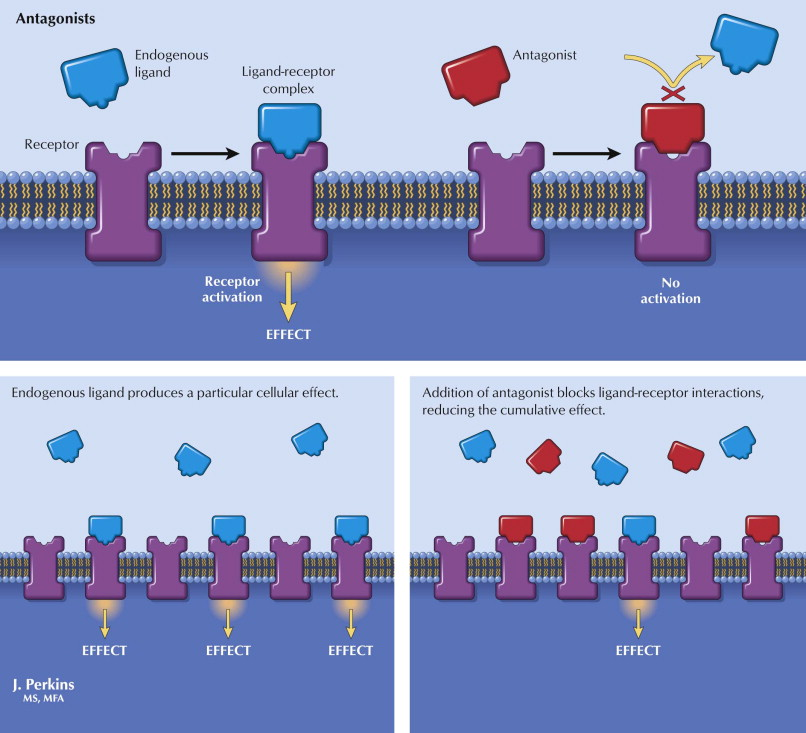 Antagonists
Endogenous
ligand
Ligand-receptor
complex
Receptor
Receptor
activation
EFFECT
Antagonist
No
activation
Endogenous ligand produces a particular cellular effect.
EFFECT
EFFECT
EFFECT
J. Perkins
MS, MFA
Addition of antagonist blocks ligand-receptor interactions,
reducing the cumulative effect.
EFFECT